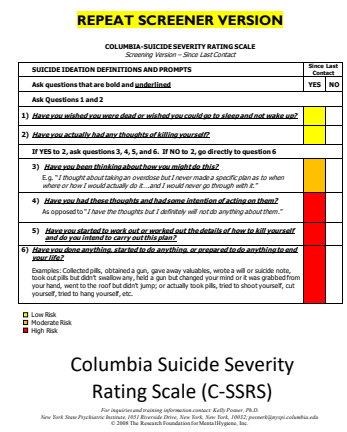 REPEAT SCREENER VERSION
COLUMBIA-SUICIDE SEVERITY RATING SCALE
Screening Version – Since Last Contact
SUICIDE IDEATION DEFINITIONS AND PROMPTS
Since Last
Contact
Ask questions that are bold and underlined
YES NO
Ask Questions 1 and 2
1) Have you wished you were dead or wished you could go to sleep and not wake up?
2) Have you actually had any thoughts of killing yourself?
If YES to 2, ask questions 3, 4, 5, and 6. If NO to 2, go directly to question 6
3) Have you been thinking about how you might do this?
E.g. "I thought about taking an overdose but I never made a specific plan as to when
where or how I would actually do it…and I would never go through with it."
4) Have you had these thoughts and had some intention of acting on them?
As opposed to "I have the thoughts but I definitely will not do anything about them."
5) Have you started to work out or worked out the details of how to kill yourself
and do you intend to carry out this plan?
6) Have you done anything, started to do anything, or prepared to do anything to end
your life?
Examples: Collected pills, obtained a gun, gave away valuables, wrote a will or suicide note,
took out pills but didn't swallow any, held a gun but changed your mind or it was grabbed from
your hand, went to the roof but didn't jump; or actually took pills, tried to shoot yourself, cut
yourself, tried to hang yourself, etc.
Low Risk
Moderate Risk
High Risk
Columbia Suicide Severity
Rating Scale (C-SSRS)
For inquiries and training information contact: Kelly Posner, Ph.D.
New York State Psychiatric Institute, 1051 Riverside Drive, New York, New York, 10032; posnerk@nyspi.columbia.edu
© 2008 The Research Foundation for Mental Hygiene, Inc.